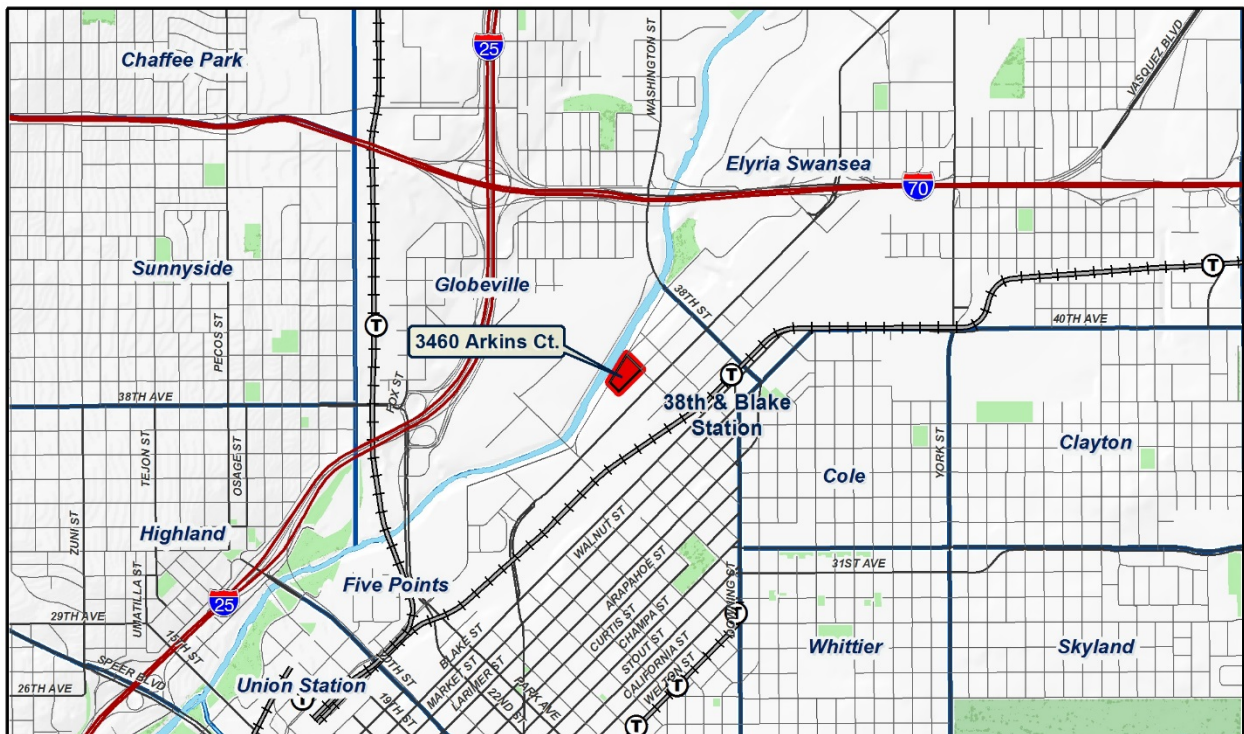 Chaffee Park
25
WASHINGTON ST
VASQUEZ BLVD
Elyria Swansea
70
Sunnyside
Globeville
T
38TH ST
40TH AVE
PECOS ST
T
3460 Arkins Ct.
FOX ST
T
38TH AVE
38th & Blake
Station
TEJON ST
OSAGE ST
YORK ST
Clayton
Cole
ZUNI ST
Highland
WALNUT ST
31ST AVE
Five Points
ARAPAHOE ST
UMATILLA ST
25
CURTIS ST
CHAMPA ST
DOWNING ST
T
29TH AVE
15TH ST
STOUT ST
Whittier
Skyland
SPEER BLVD
20TH ST
BLAKE ST
CALIFORNIA ST
26TH AVE
Union Station
MARKET ST
PARK AVE
WELTON ST
T
T
19TH ST
LARIMER ST
22ND ST
T